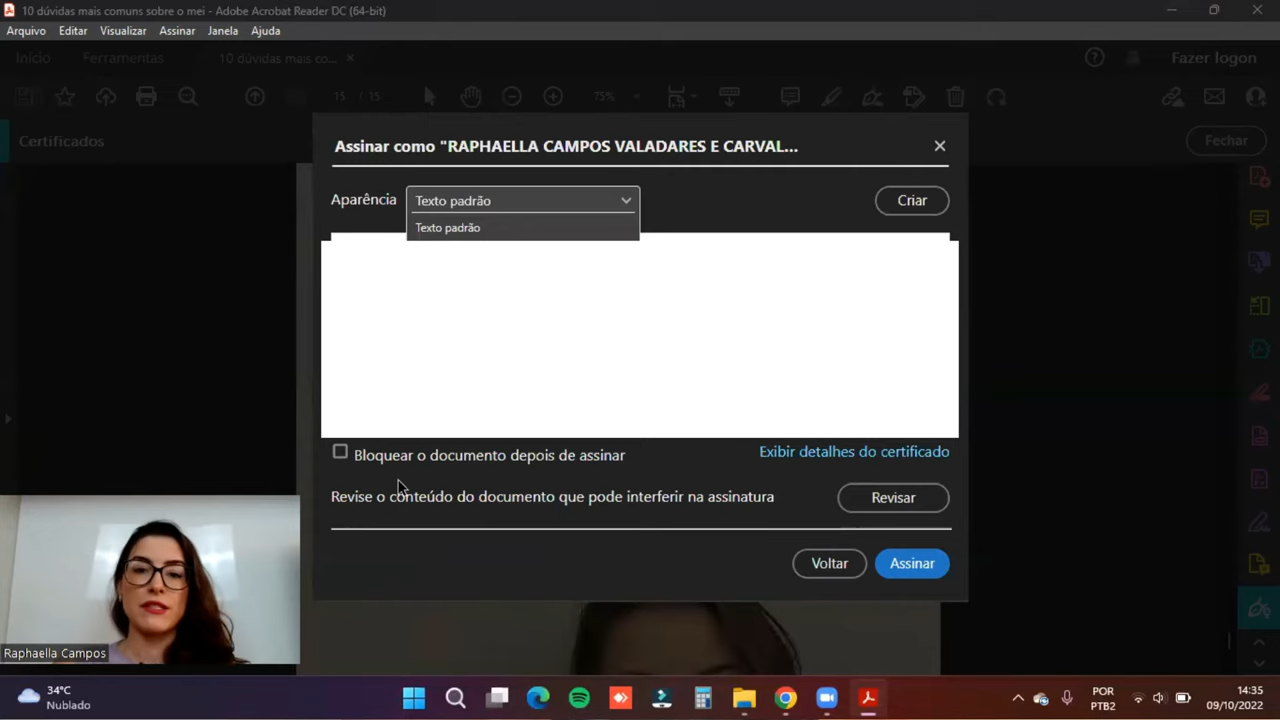 10 dúvidas mais comuns sobre o mei - Adobe Acrobat Reader DC (64-bit)
Arquivo Editar Visualizar Assinar Janela Ajuda
Início Ferramentas 10 dúvidas mais co... × Fazer logon
15 / 15 75%
Certificados Fechar
Assinar como "RAPHAELLA CAMPOS VALADARES E CARVAL...
Aparência Texto padrão Criar
Texto padrão
Bloquear o documento depois de assinar Exibir detalhes do certificado
Revise o conteúdo do documento que pode interferir na assinatura Revisar
Voltar Assinar
Raphaella Campos
34°C
Nublado
POR
PTB2
14:35
09/10/2022